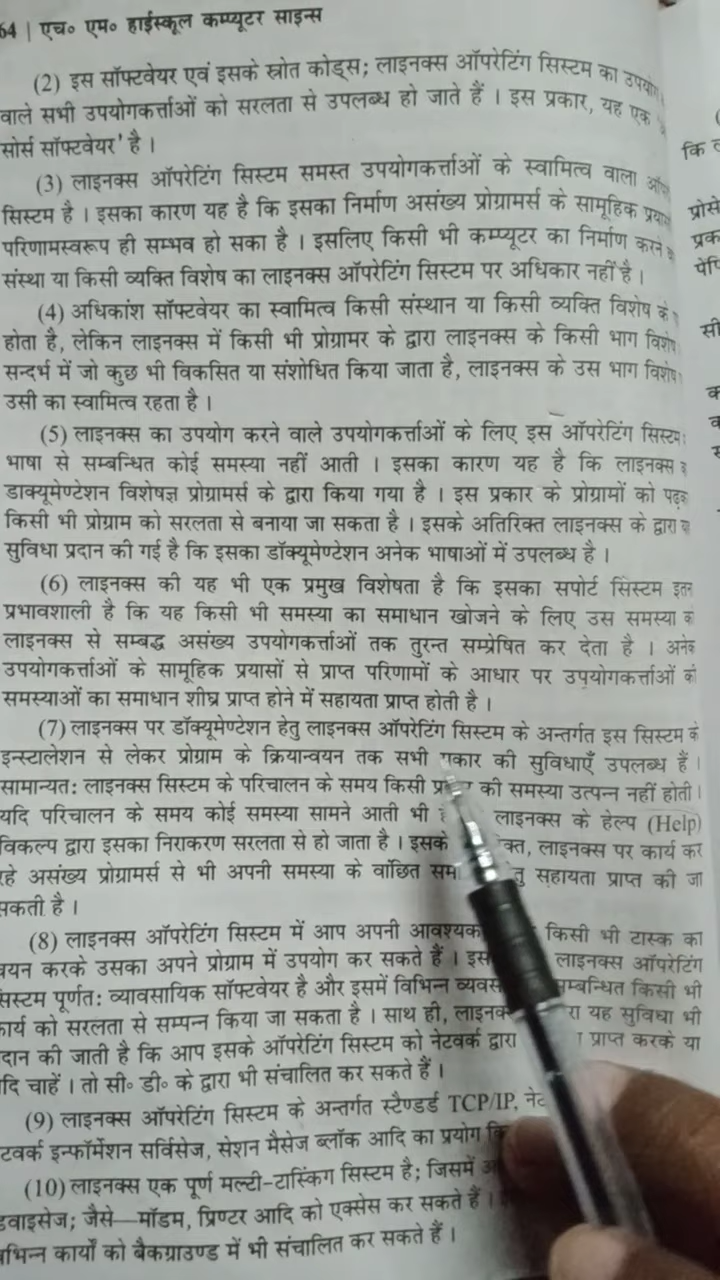 64 | एच० एम० हाईस्कूल कम्प्यूटर साइन्स
(2) इस सॉफ्टवेयर एवं इसके स्रोत कोड्स; लाइनक्स ऑपरेटिंग सिस्टम का
वाले सभी उपयोगकर्त्ताओं को सरलता से उपलब्ध हो जाते हैं । इस प्रकार, यह एक
सोर्स सॉफ्टवेयर' है ।
(3) लाइनक्स ऑपरेटिंग सिस्टम समस्त उपयोगकर्त्ताओं के स्वामित्व वाला
सिस्टम है । इसका कारण यह है कि इसका निर्माण असंख्य प्रोग्रामर्स के सामूहिक
परिणामस्वरूप ही सम्भव हो सका है । इसलिए किसी भी कम्प्यूटर का निर्माण करने
संस्था या किसी व्यक्ति विशेष का लाइनक्स ऑपरेटिंग सिस्टम पर अधिकार नहीं है ।
(4) अधिकांश सॉफ्टवेयर का स्वामित्व किसी संस्थान या किसी व्यक्ति विशेष के
होता है, लेकिन लाइनक्स में किसी भी प्रोग्रामर के द्वारा लाइनक्स के किसी भाग विशेष
सन्दर्भ में जो कुछ भी विकसित या संशोधित किया जाता है, लाइनक्स के उस भाग विशेष
उसी का स्वामित्व रहता है ।
(5) लाइनक्स का उपयोग करने वाले उपयोगकर्त्ताओं के लिए इस ऑपरेटिंग सिस्टम
भाषा से सम्बन्धित कोई समस्या नहीं आती । इसका कारण यह है कि लाइनक्स
डाक्यूमेण्टेशन विशेषज्ञ प्रोग्रामर्स के द्वारा किया गया है । इस प्रकार के प्रोग्रामों को पढ़कर
किसी भी प्रोग्राम को सरलता से बनाया जा सकता है । इसके अतिरिक्त लाइनक्स के द्वारा
सुविधा प्रदान की गई है कि इसका डॉक्यूमेण्टेशन अनेक भाषाओं में उपलब्ध है ।
(6) लाइनक्स की यह भी एक प्रमुख विशेषता है कि इसका सपोर्ट सिस्टम इतना
प्रभावशाली है कि यह किसी भी समस्या का समाधान खोजने के लिए उस समस्या को
लाइनक्स से सम्बद्ध असंख्य उपयोगकर्त्ताओं तक तुरन्त सम्प्रेषित कर देता है । अनेक
उपयोगकर्त्ताओं के सामूहिक प्रयासों से प्राप्त परिणामों के आधार पर उपयोगकर्त्ताओं की
समस्याओं का समाधान शीघ्र प्राप्त होने में सहायता प्राप्त होती है ।
(7) लाइनक्स पर डॉक्यूमेण्टेशन हेतु लाइनक्स ऑपरेटिंग सिस्टम के अन्तर्गत इस सिस्टम के
इन्स्टालेशन से लेकर प्रोग्राम के क्रियान्वयन तक सभी प्रकार की सुविधाएँ उपलब्ध हैं ।
सामान्यत: लाइनक्स सिस्टम के परिचालन के समय किसी की समस्या उत्पन्न नहीं होती ।
यदि परिचालन के समय कोई समस्या सामने आती भी लाइनक्स के हेल्प (Help)
विकल्प द्वारा इसका निराकरण सरलता से हो जाता है । इसके लाइनक्स पर कार्य कर
रहे असंख्य प्रोग्रामर्स से भी अपनी समस्या के वांछित सहायता प्राप्त की जा
सकती है ।
(8) लाइनक्स ऑपरेटिंग सिस्टम में आप अपनी किसी भी टास्क का
वयन करके उसका अपने प्रोग्राम में उपयोग कर सकते हैं । लाइनक्स ऑपरेटिंग
सिस्टम पूर्णत: व्यावसायिक सॉफ्टवेयर है और इसमें विभिन्न किसी भी
कार्य को सरलता से सम्पन्न किया जा सकता है । साथ ही, यह सुविधा भी
दान की जाती है कि आप इसके ऑपरेटिंग सिस्टम को नेटवर्क द्वारा प्राप्त करके या
दि चाहें । तो सी० डी० के द्वारा भी संचालित कर सकते हैं ।
(9) लाइनक्स ऑपरेटिंग सिस्टम के अन्तर्गत स्टैण्डर्ड TCP/IP,
टवर्क इन्फॉर्मेशन सर्विसेज, सेशन मैसेज ब्लॉक आदि का प्रयोग
(10) लाइनक्स एक पूर्ण मल्टी-टास्किंग सिस्टम है; जिसमें
डवाइसेज; जैसे—मॉडम, प्रिण्टर आदि को एक्सेस कर सकते हैं ।
भिन्न कार्यों को बैकग्राउण्ड में भी संचालित कर सकते हैं ।